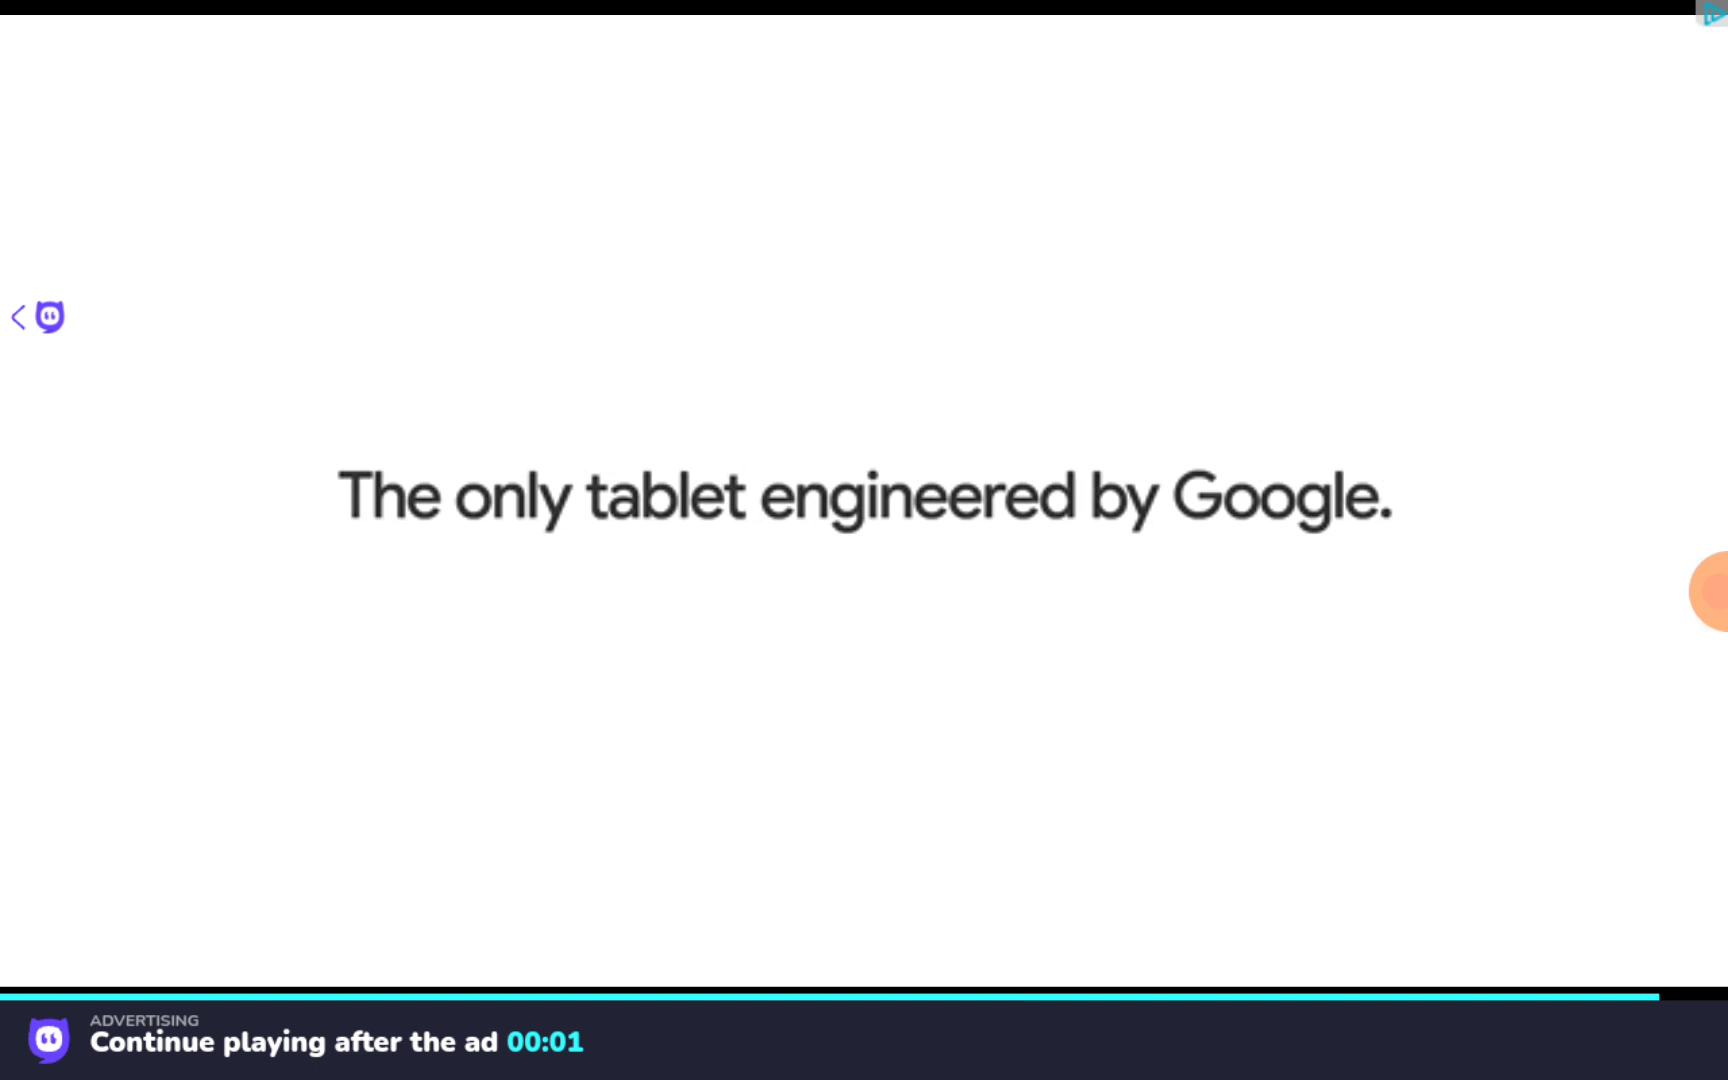 The only tablet engineered by Google.
ADVERTISING
Continue playing after the ad 00:01